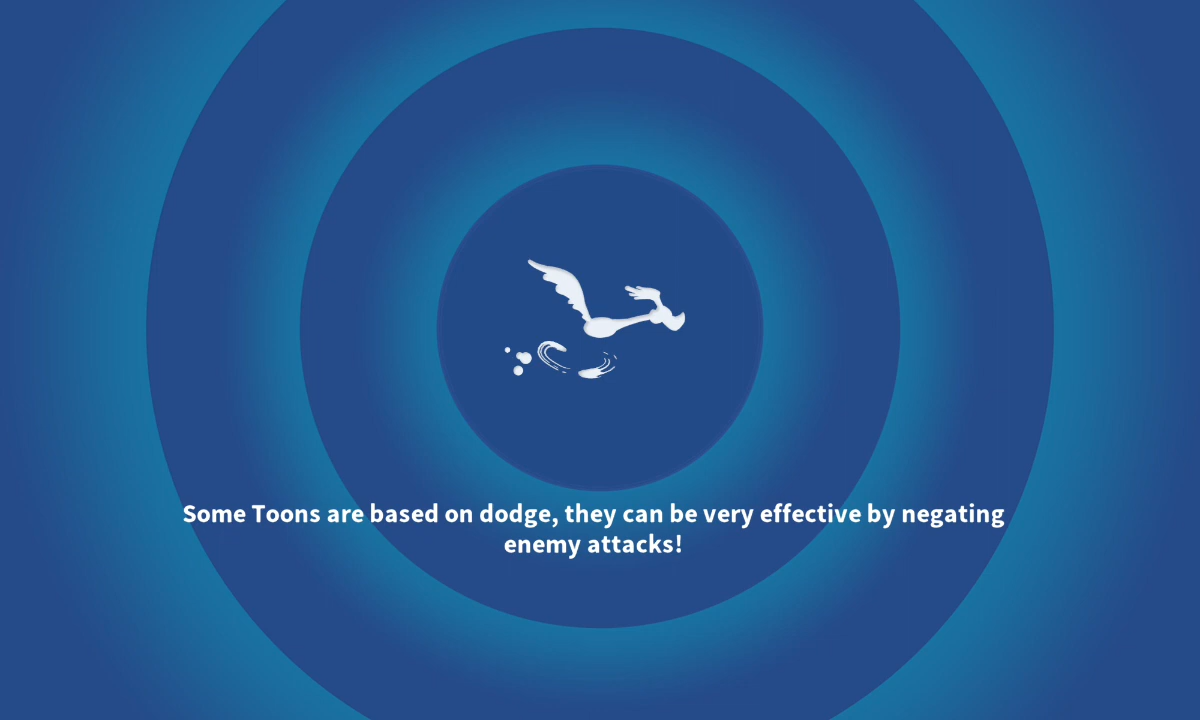 Some Toons are based on dodge, they can be very effective by negating
enemy attacks!